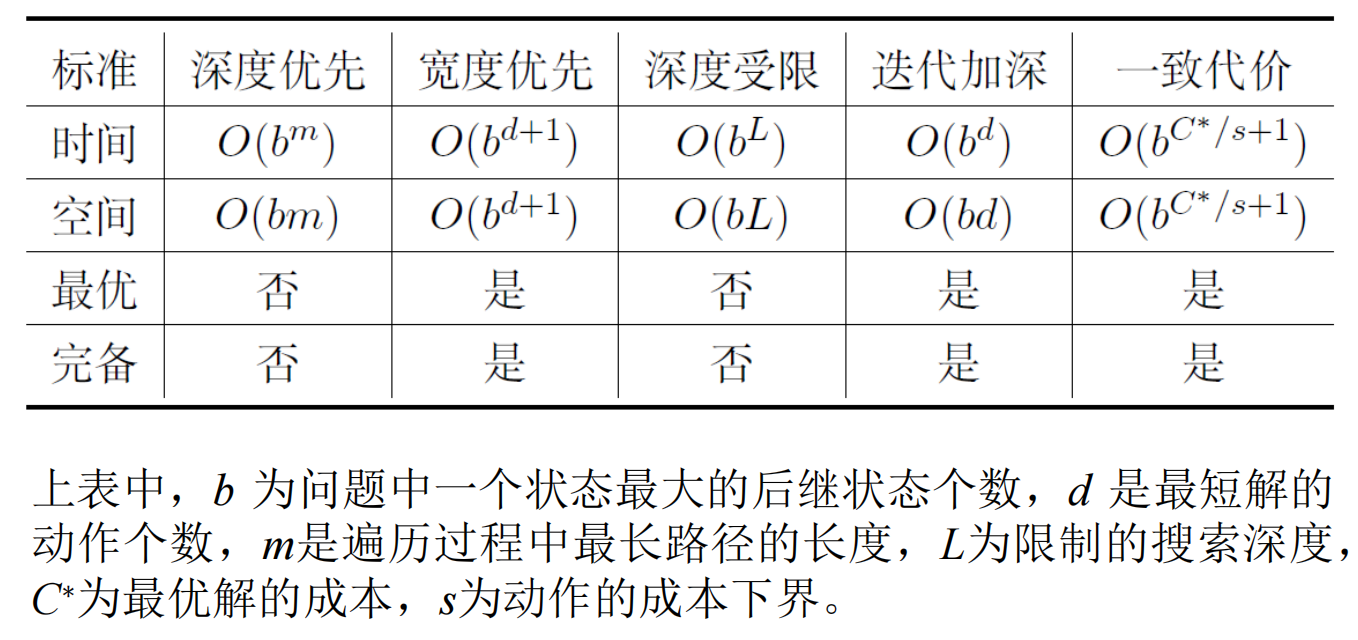 标准 深度优先 宽度优先 深度受限 迭代加深 一致代价
时间 O(b^m) O(b^{d+1}) O(b^L) O(b^d) O(b^{C*/s+1})
空间 O(bm) O(b^{d+1}) O(bL) O(bd) O(b^{C*/s+1})
最优 否 是 否 是 是
完备 否 是 否 是 是
上表中，b 为问题中一个状态最大的后继状态个数，d 是最短解的
动作个数，m是遍历过程中最长路径的长度，L为限制的搜索深度，
C*为最优解的成本，s为动作的成本下界。